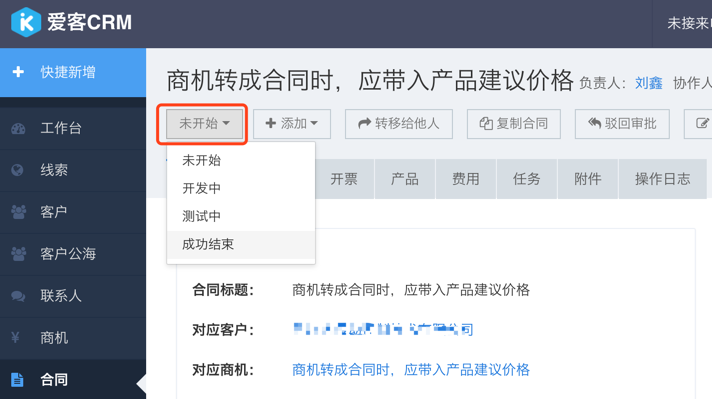 爱客CRM
未接来
快捷新增
工作台
线索
客户
客户公海
联系人
商机
合同
商机转成合同时，应带入产品建议价格 负责人：刘鑫 协作人
未开始 添加 转移给他人 复制合同 驳回审批
未开始
开发中
测试中
成功结束
开票 产品 费用 任务 附件 操作日志
合同标题： 商机转成合同时，应带入产品建议价格
对应客户： 有限公司
对应商机： 商机转成合同时，应带入产品建议价格